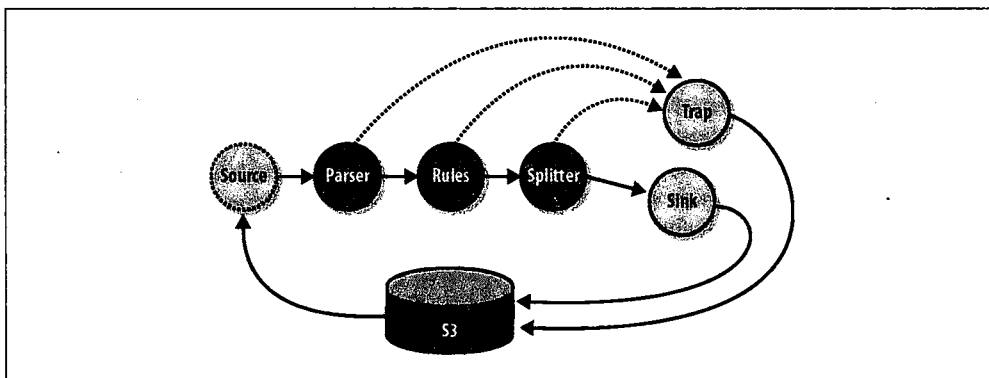 Trap
Source
Parser
Rules
Splitter
Sink
S3